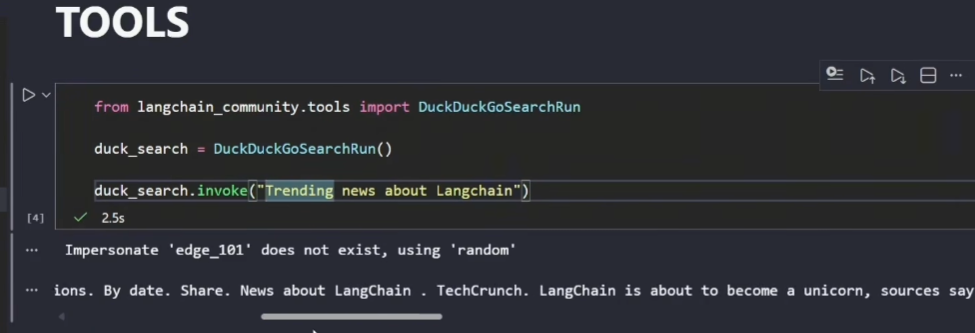 TOOLS
from langchain_community.tools import DuckDuckGoSearchRun
duck_search = DuckDuckGoSearchRun()
duck_search.invoke("Trending news about Langchain")
[4]
2.5s
Impersonate 'edge_101' does not exist, using 'random'
ions. By date. Share. News about LangChain . TechCrunch. LangChain is about to become a unicorn, sources say